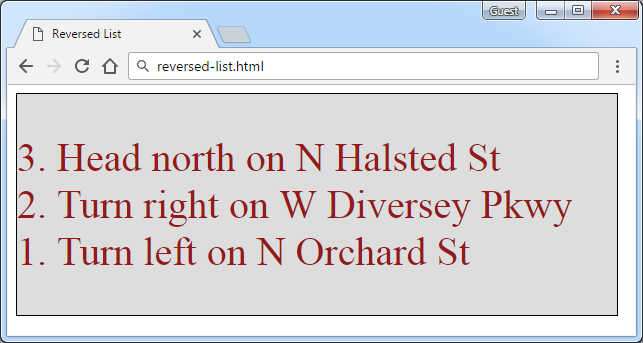 Guest
Reversed List
reversed-list.html
3. Head north on N Halsted St
2. Turn right on W Diversey Pkwy
1. Turn left on N Orchard St